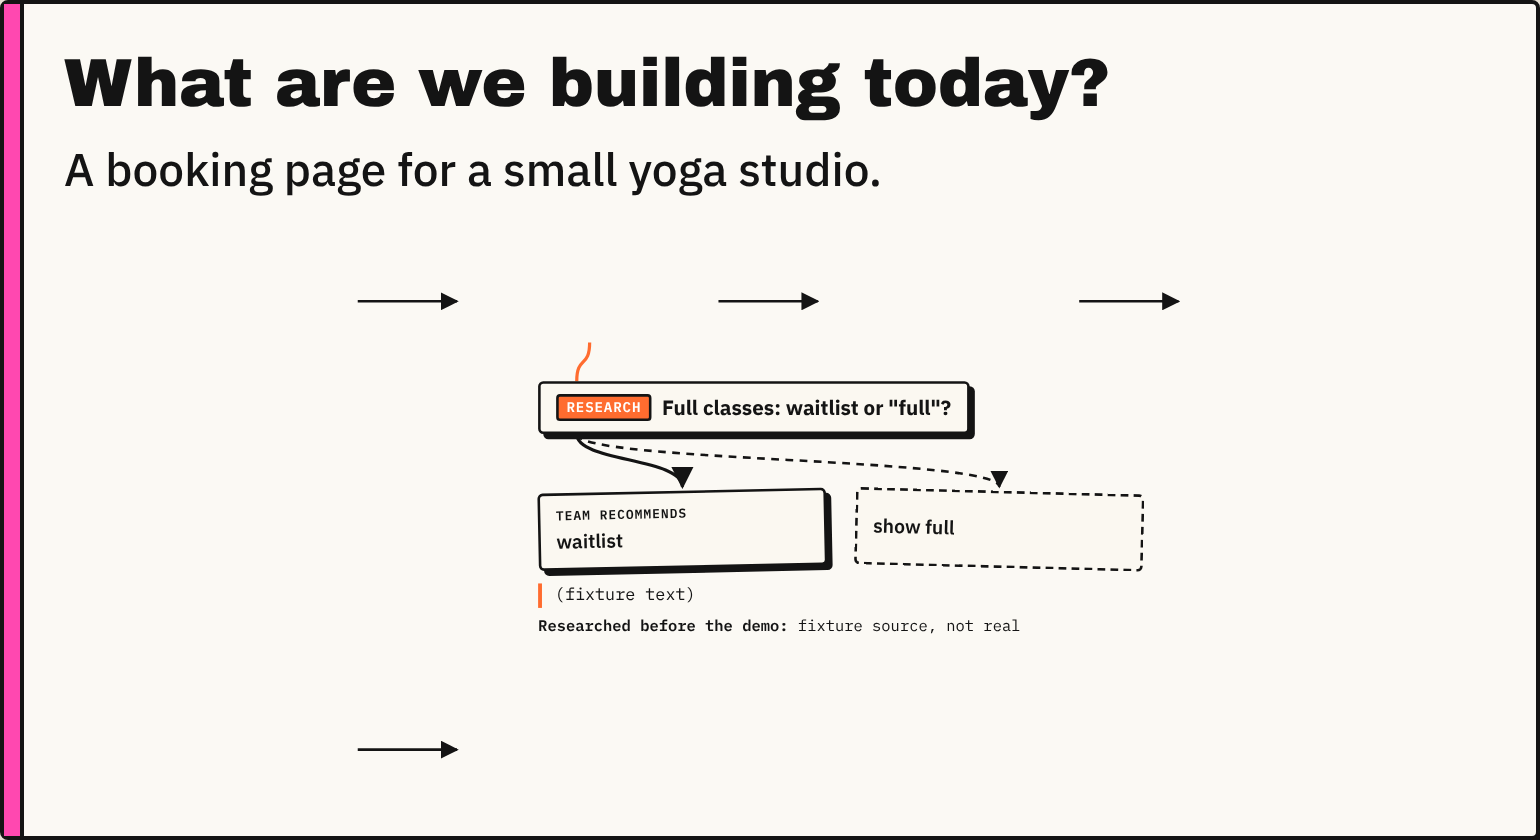 What are we building today?
A booking page for a small yoga studio.
RESEARCH Full classes: waitlist or "full"?
TEAM RECOMMENDS
waitlist
show full
(fixture text)
Researched before the demo: fixture source, not real